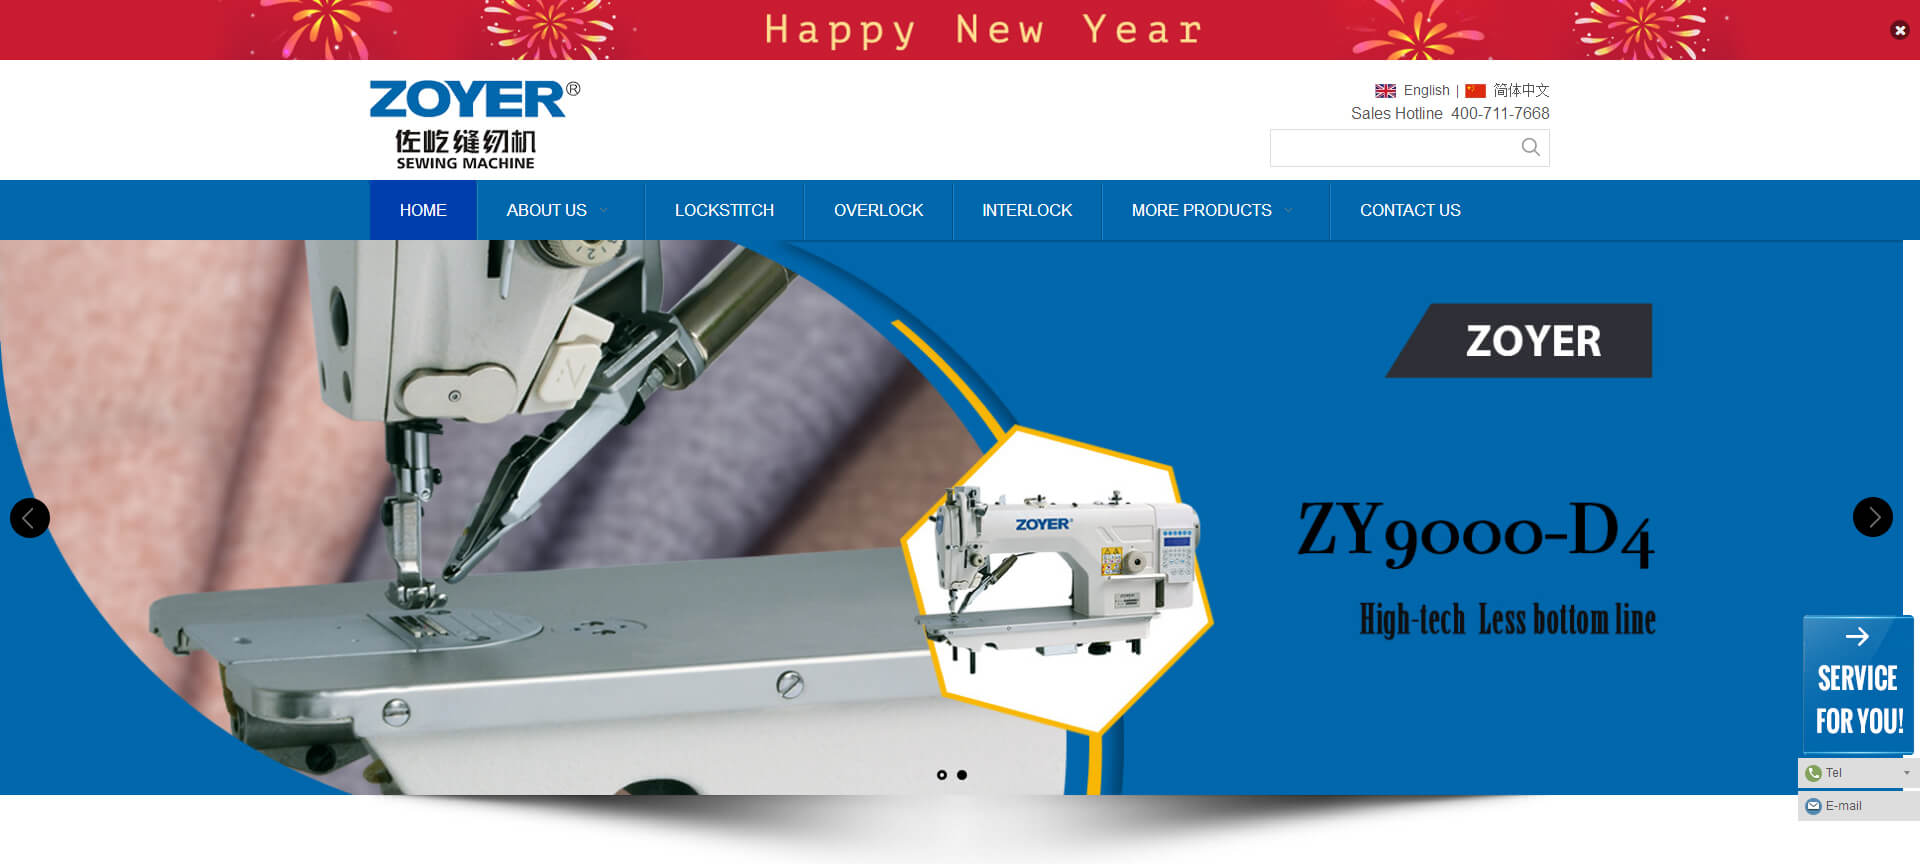 Happy New Year
ZOYER®
佐屹缝纫机
SEWING MACHINE
English | 简体中文
Sales Hotline 400-711-7668
HOME
ABOUT US
LOCKSTITCH
OVERLOCK
INTERLOCK
MORE PRODUCTS
CONTACT US
ZOYER
ZOYER
ZY9000-D4
High-tech Less bottom line
SERVICE
FOR YOU!
Tel
E-mail